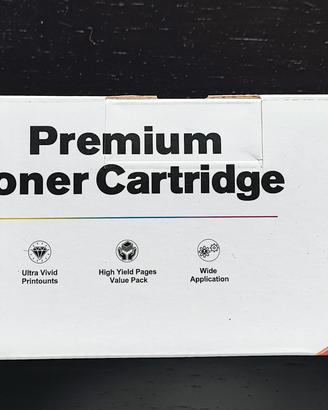 Premium
oner Cartridge
Ultra Vivid
Printounts
High Yield Pages
Value Pack
Wide
Application